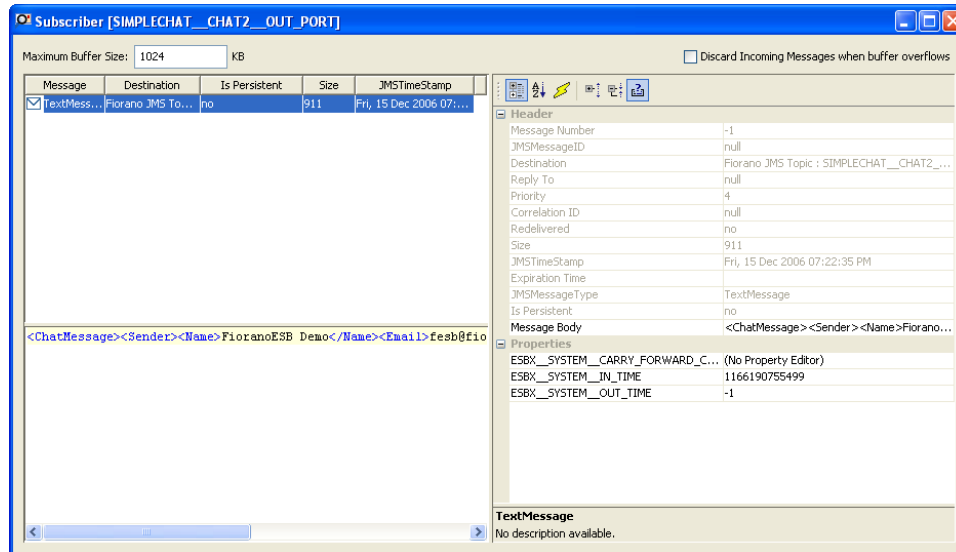 Subscriber [SIMPLECHAT__CHAT2__OUT_PORT]
Maximum Buffer Size: 1024 KB
Discard Incoming Messages when buffer overflows
Message Destination Is Persistent Size JMSTimeStamp
TextMess... Fiorano JMS To... no 911 Fri, 15 Dec 2006 07:...
<ChatMessage><Sender><Name>FioranoESB Demo</Name><Email>fesb@fio
Header
Message Number -1
JMSMessageID null
Destination Fiorano JMS Topic : SIMPLECHAT__CHAT2_...
Reply To null
Priority 4
Correlation ID null
Redelivered no
Size 911
JMSTimeStamp Fri, 15 Dec 2006 07:22:35 PM
Expiration Time
JMSMessageType TextMessage
Is Persistent no
Message Body <ChatMessage><Sender><Name>Fiorano...
Properties
ESBX__SYSTEM__CARRY_FORWARD_C... (No Property Editor)
ESBX__SYSTEM__IN_TIME 1166190755499
ESBX__SYSTEM__OUT_TIME -1
TextMessage
No description available.